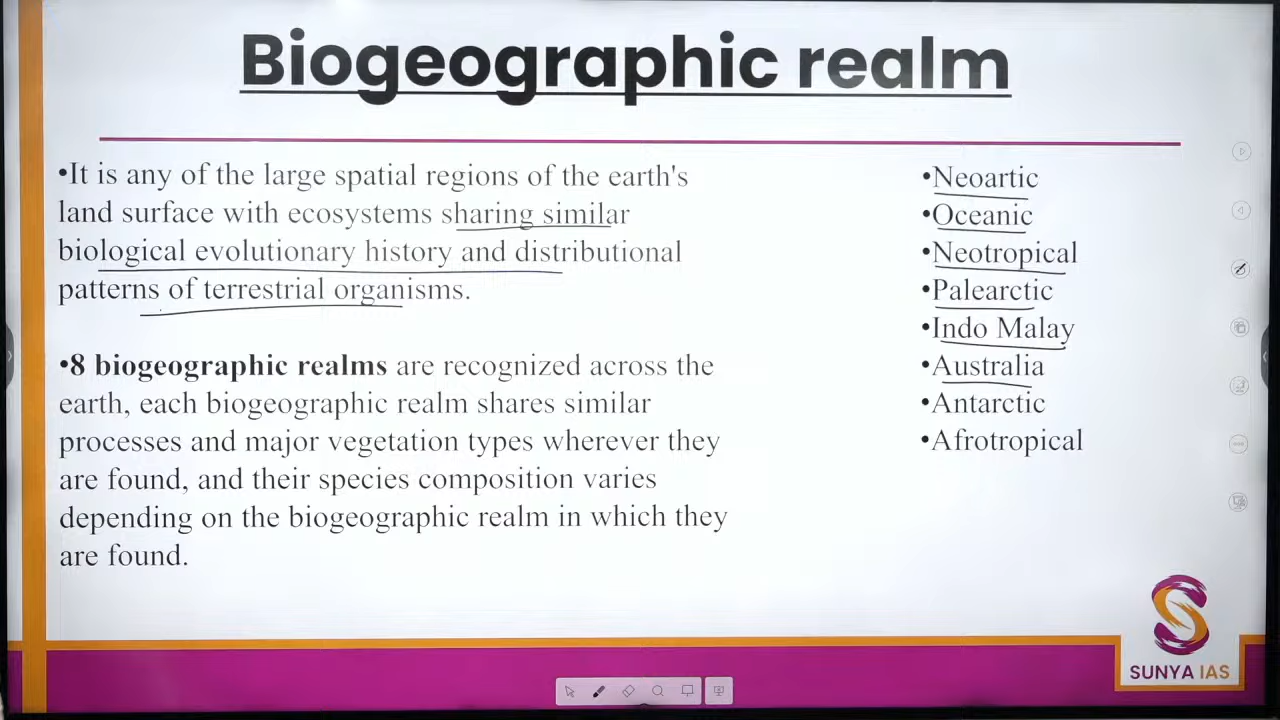 Biogeographic realm
•It is any of the large spatial regions of the earth's
land surface with ecosystems sharing similar
biological evolutionary history and distributional
patterns of terrestrial organisms.
•8 biogeographic realms are recognized across the
earth, each biogeographic realm shares similar
processes and major vegetation types wherever they
are found, and their species composition varies
depending on the biogeographic realm in which they
are found.
•Neoartic
•Oceanic
•Neotropical
•Palearctic
•Indo Malay
•Australia
•Antarctic
•Afrotropical
SUNYA IAS